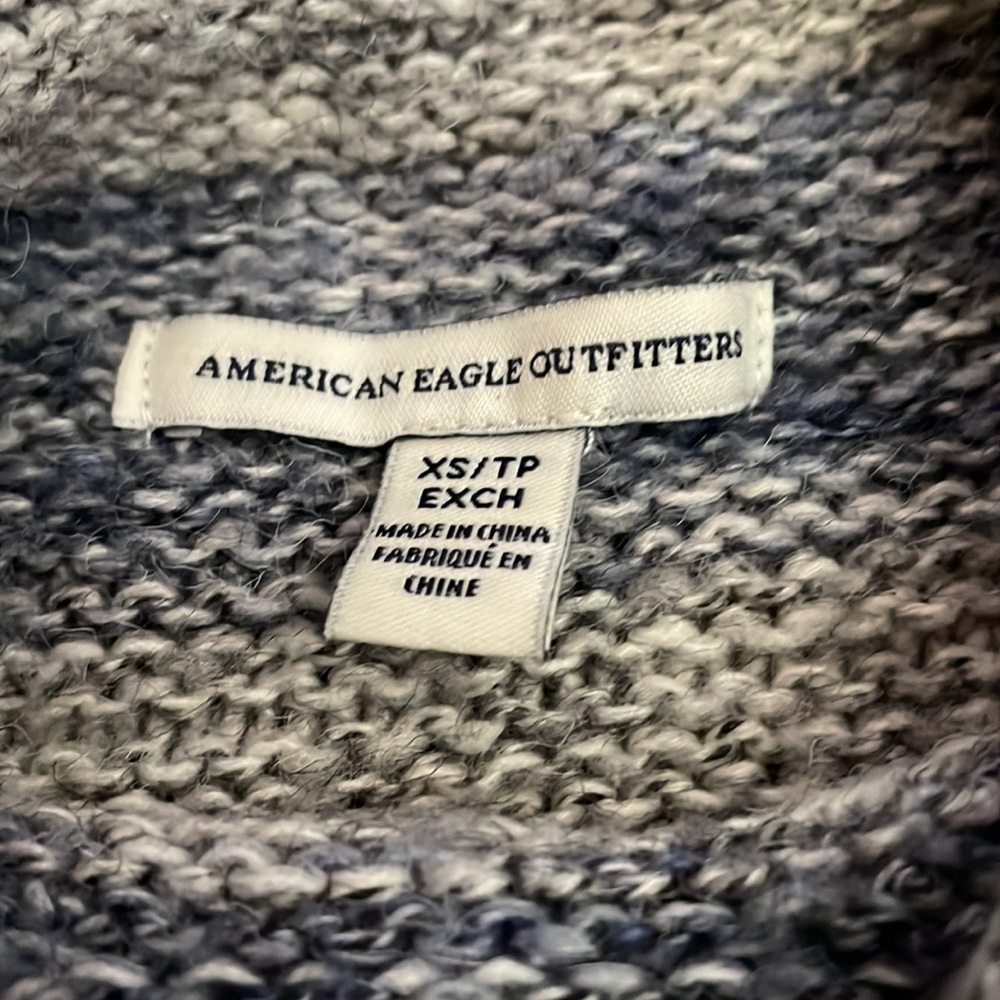 AMERICAN EAGLE OUTFITTERS
XS/TP
EXCH
MADE IN CHINA
FABRIQUÉ EN
CHINE